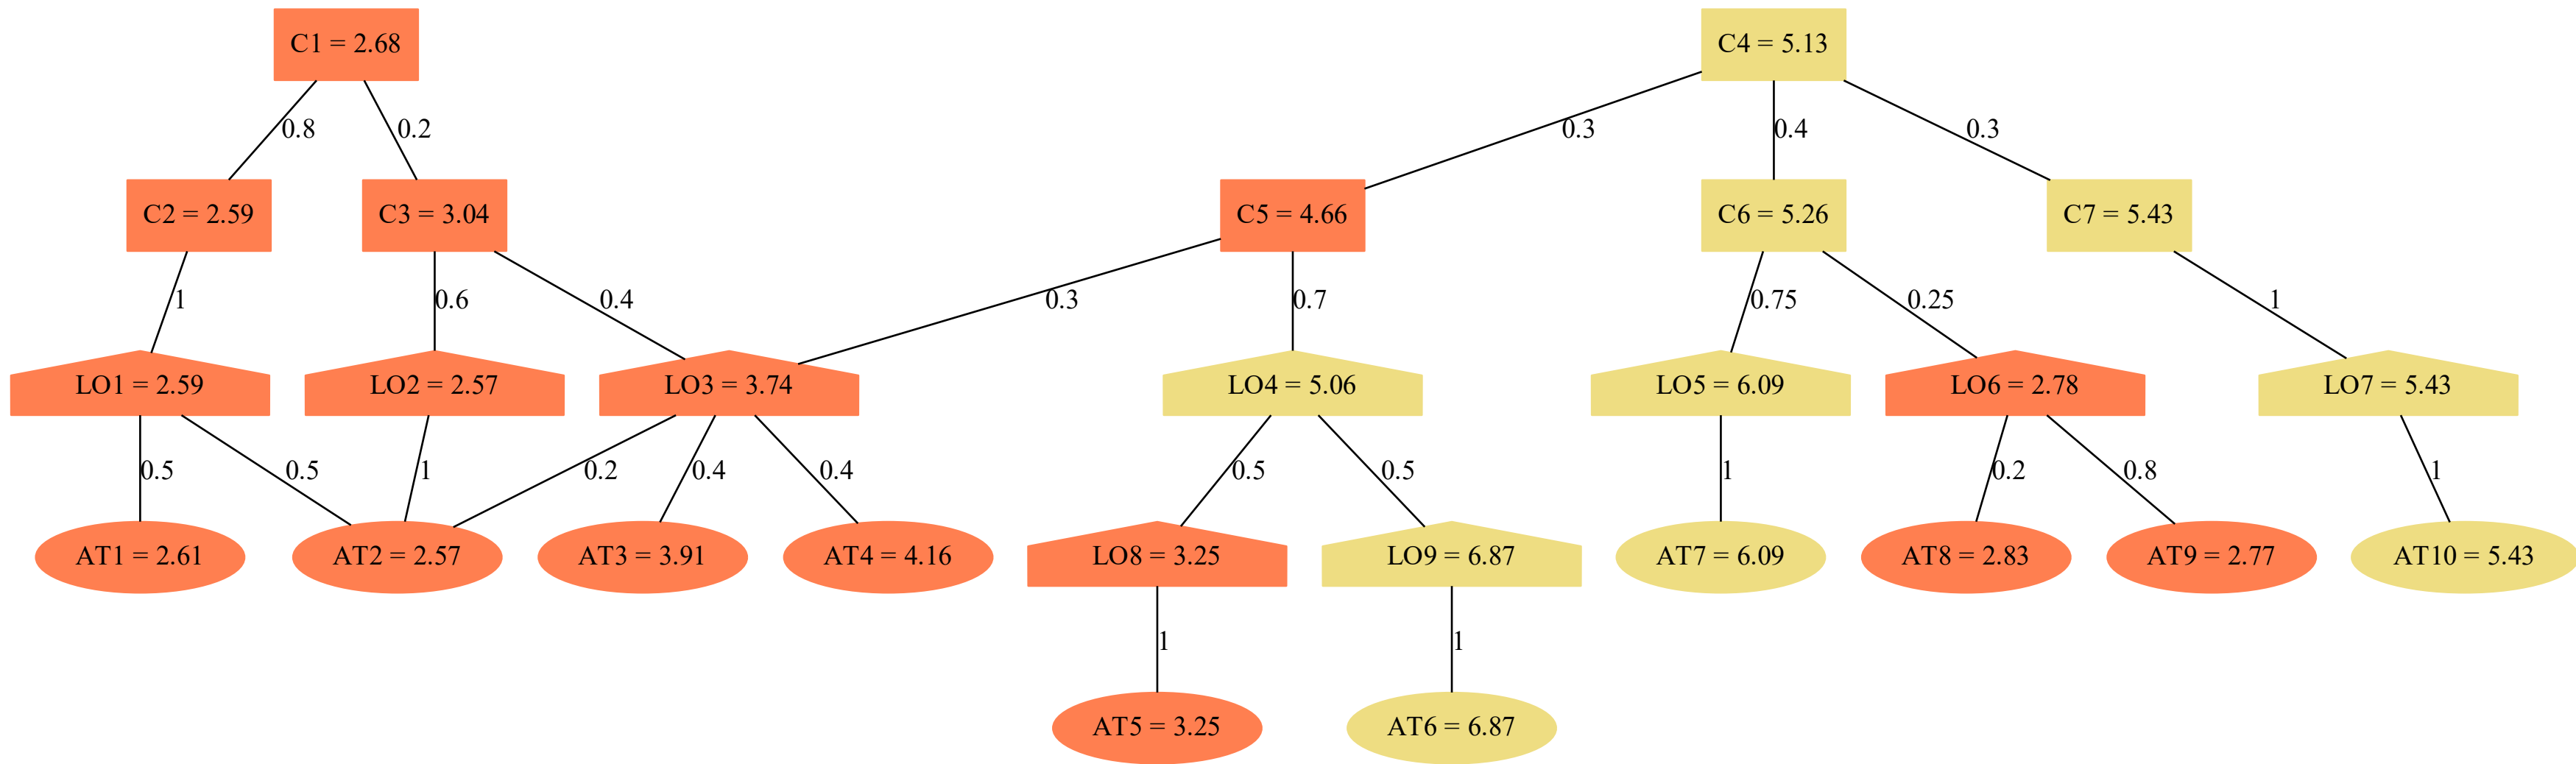 C1 = 2.68
C4 = 5.13
0.8
0.2
0.3
0.4
0.3
C2 = 2.59
C3 = 3.04
C5 = 4.66
C6 = 5.26
C7 = 5.43
1
0.6
0.4
0.3
0.7
0.75
0.25
1
LO1 = 2.59
LO2 = 2.57
LO3 = 3.74
LO4 = 5.06
LO5 = 6.09
LO6 = 2.78
LO7 = 5.43
0.5
0.5
1
0.2
0.4
0.4
0.5
0.5
1
0.2
0.8
1
AT1 = 2.61
AT2 = 2.57
AT3 = 3.91
AT4 = 4.16
LO8 = 3.25
LO9 = 6.87
AT7 = 6.09
AT8 = 2.83
AT9 = 2.77
AT10 = 5.43
1
1
AT5 = 3.25
AT6 = 6.87